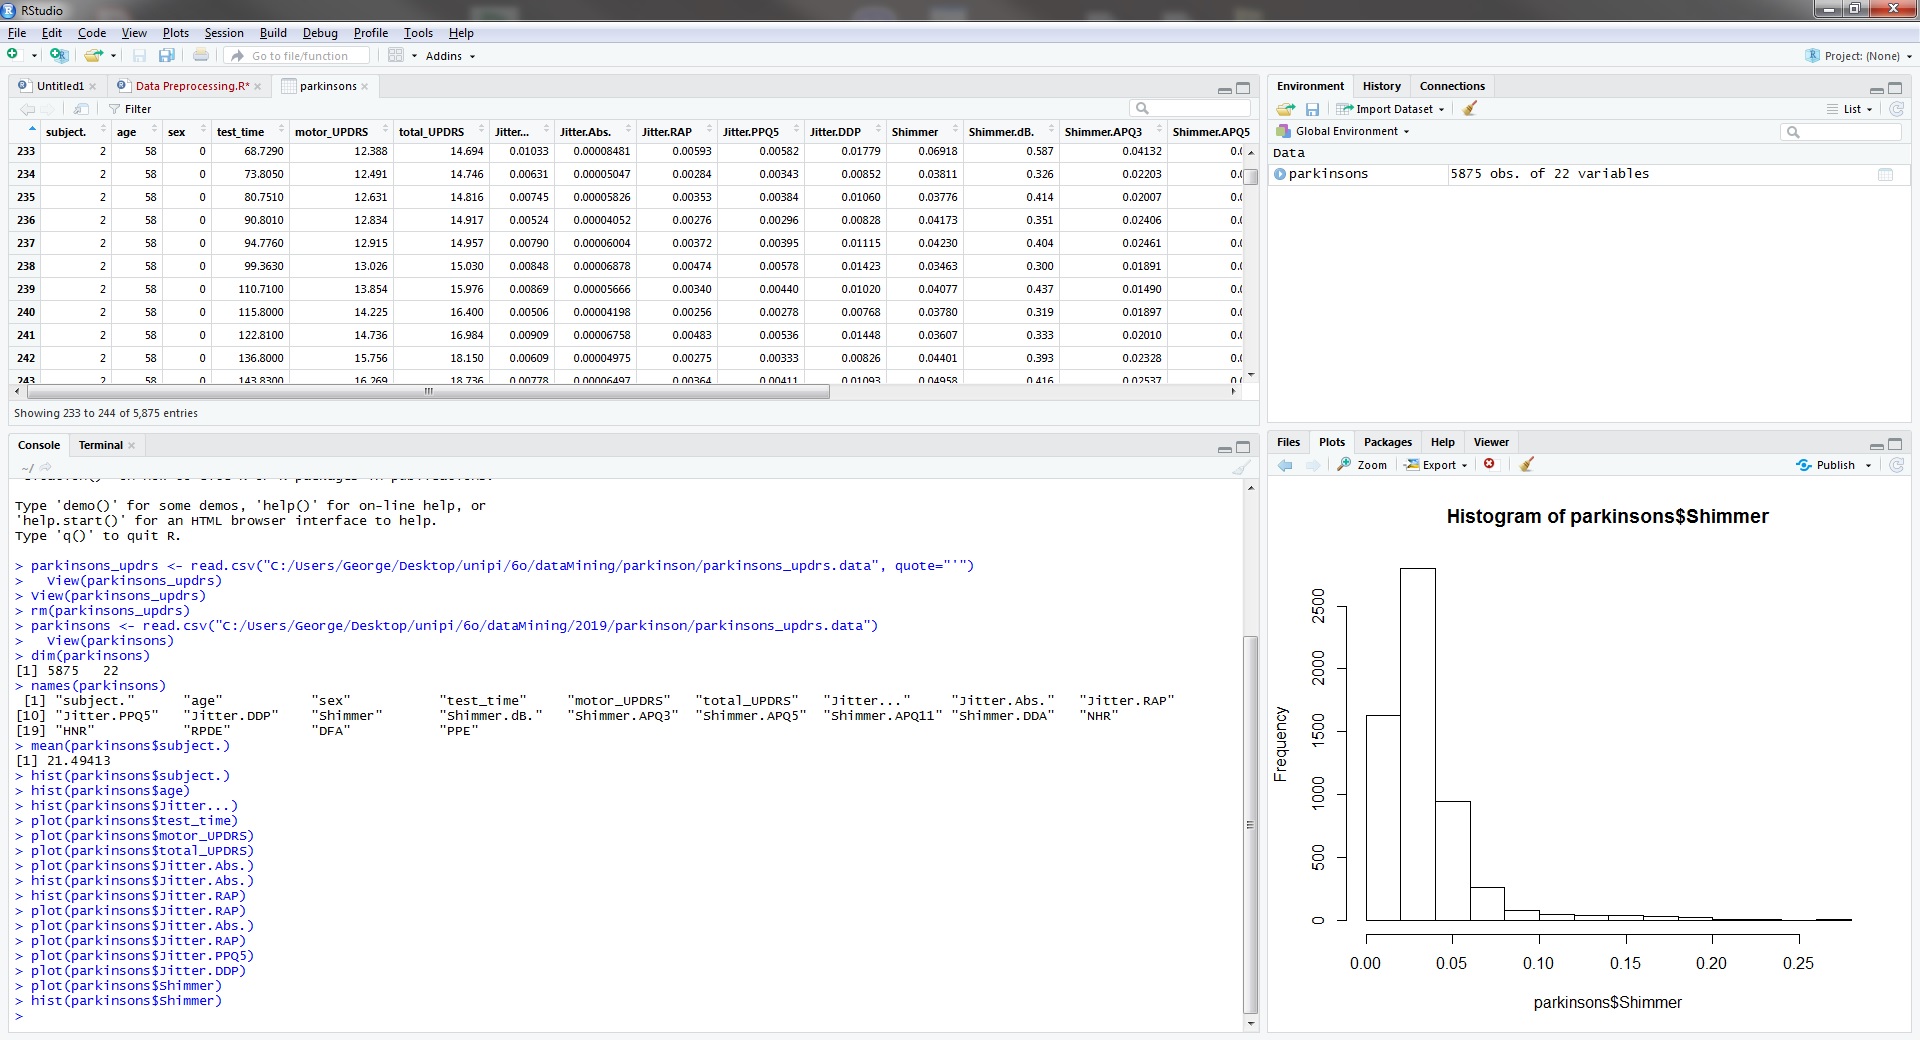 RStudio
File Edit Code View Plots Session Build Debug Profile Tools Help
Go to file/function Addins Project: (None)
Untitled1 Data Preprocessing.R* parkinsons
Filter
subject. age sex test_time motor_UPDRS total_UPDRS Jitter... Jitter.Abs. Jitter.RAP Jitter.PPQ5 Jitter.DDP Shimmer Shimmer.dB. Shimmer.APQ3 Shimmer.APQ5
233 2 58 0 68.7290 12.388 14.694 0.01033 0.00008481 0.00593 0.00582 0.01779 0.06918 0.587 0.04132
234 2 58 0 73.8050 12.491 14.746 0.00631 0.00005047 0.00284 0.00343 0.00852 0.03811 0.326 0.02203
235 2 58 0 80.7510 12.631 14.816 0.00745 0.00005826 0.00353 0.00384 0.01060 0.03776 0.414 0.02007
236 2 58 0 90.8010 12.834 14.917 0.00524 0.00004052 0.00276 0.00296 0.00828 0.04173 0.351 0.02406
237 2 58 0 94.7760 12.915 14.957 0.00790 0.00006004 0.00372 0.00395 0.01115 0.04230 0.404 0.02461
238 2 58 0 99.3630 13.026 15.030 0.00848 0.00006878 0.00474 0.00578 0.01423 0.03463 0.300 0.01891
239 2 58 0 110.7100 13.854 15.976 0.00869 0.00005666 0.00340 0.00440 0.01020 0.04077 0.437 0.01490
240 2 58 0 115.8000 14.225 16.400 0.00506 0.00004198 0.00256 0.00278 0.00768 0.03780 0.319 0.01897
241 2 58 0 122.8100 14.736 16.984 0.00909 0.00006758 0.00483 0.00536 0.01448 0.03607 0.333 0.02010
242 2 58 0 136.8000 15.756 18.150 0.00609 0.00004975 0.00275 0.00333 0.00826 0.04401 0.393 0.02328
243 2 58 0 143.8300 16.269 18.736 0.00778 0.00006497 0.00364 0.00411 0.01093 0.04958 0.416 0.02537
Showing 233 to 244 of 5,875 entries
Console Terminal
~/
Type 'demo()' for some demos, 'help()' for on-line help, or
'help.start()' for an HTML browser interface to help.
Type 'q()' to quit R.
> parkinsons_updrs <- read.csv("C:/Users/George/Desktop/unipi/6o/dataMining/parkinson/parkinsons_updrs.data", quote="'")
>   View(parkinsons_updrs)
> View(parkinsons_updrs)
> rm(parkinsons_updrs)
> parkinsons <- read.csv("C:/Users/George/Desktop/unipi/6o/dataMining/2019/parkinson/parkinsons_updrs.data")
>   View(parkinsons)
> dim(parkinsons)
[1] 5875   22
> names(parkinsons)
[1] "subject." "age" "sex" "test_time" "motor_UPDRS" "total_UPDRS" "Jitter..." "Jitter.Abs." "Jitter.RAP"
[10] "Jitter.PPQ5" "Jitter.DDP" "Shimmer" "Shimmer.dB." "Shimmer.APQ3" "Shimmer.APQ5" "Shimmer.APQ11" "Shimmer.DDA" "NHR"
[19] "HNR" "RPDE" "DFA" "PPE"
> mean(parkinsons$subject.)
[1] 21.49413
> hist(parkinsons$subject.)
> hist(parkinsons$age)
> hist(parkinsons$Jitter...)
> plot(parkinsons$test_time)
> plot(parkinsons$motor_UPDRS)
> plot(parkinsons$total_UPDRS)
> plot(parkinsons$Jitter.Abs.)
> hist(parkinsons$Jitter.Abs.)
> hist(parkinsons$Jitter.RAP)
> plot(parkinsons$Jitter.RAP)
> plot(parkinsons$Jitter.Abs.)
> plot(parkinsons$Jitter.RAP)
> plot(parkinsons$Jitter.PPQ5)
> plot(parkinsons$Jitter.DDP)
> plot(parkinsons$Shimmer)
> hist(parkinsons$Shimmer)
>
Environment History Connections
Import Dataset List
Global Environment
Data
parkinsons 5875 obs. of 22 variables
Files Plots Packages Help Viewer
Zoom Export Publish
Histogram of parkinsons$Shimmer
Frequency
2500
2000
1500
1000
500
0
0.00 0.05 0.10 0.15 0.20 0.25
parkinsons$Shimmer